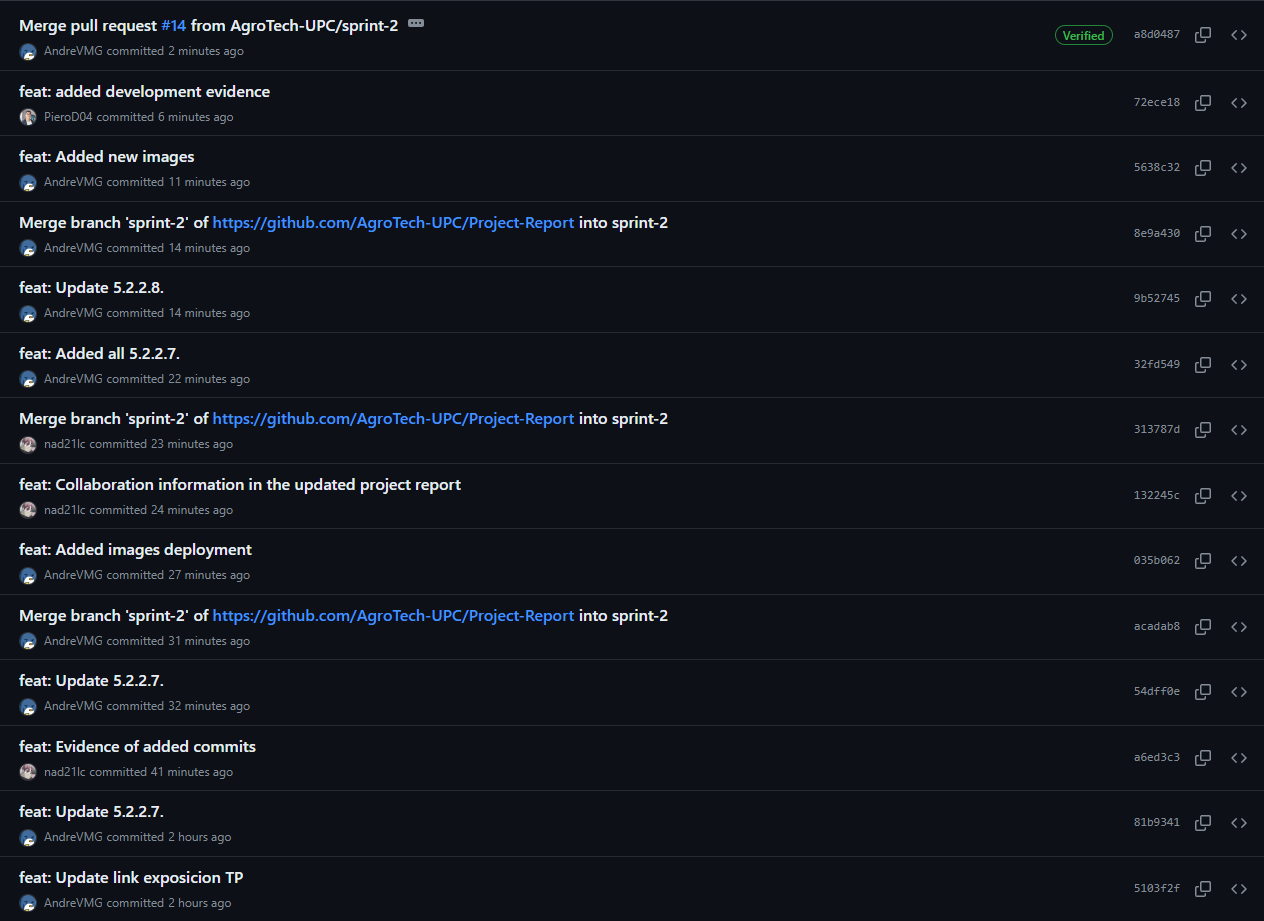 Merge pull request #14 from AgroTech-UPC/sprint-2
AndreVMG committed 2 minutes ago
Verified
a8d0487
feat: added development evidence
PieroD04 committed 6 minutes ago
72ece18
feat: Added new images
AndreVMG committed 11 minutes ago
5638c32
Merge branch 'sprint-2' of https://github.com/AgroTech-UPC/Project-Report into sprint-2
AndreVMG committed 14 minutes ago
8e9a430
feat: Update 5.2.2.8.
AndreVMG committed 14 minutes ago
9b52745
feat: Added all 5.2.2.7.
AndreVMG committed 22 minutes ago
32fd549
Merge branch 'sprint-2' of https://github.com/AgroTech-UPC/Project-Report into sprint-2
nad21lc committed 23 minutes ago
313787d
feat: Collaboration information in the updated project report
nad21lc committed 24 minutes ago
132245c
feat: Added images deployment
AndreVMG committed 27 minutes ago
035b062
Merge branch 'sprint-2' of https://github.com/AgroTech-UPC/Project-Report into sprint-2
AndreVMG committed 31 minutes ago
acadab8
feat: Update 5.2.2.7.
AndreVMG committed 32 minutes ago
54dff0e
feat: Evidence of added commits
nad21lc committed 41 minutes ago
a6ed3c3
feat: Update 5.2.2.7.
AndreVMG committed 2 hours ago
81b9341
feat: Update link exposicion TP
AndreVMG committed 2 hours ago
5103f2f